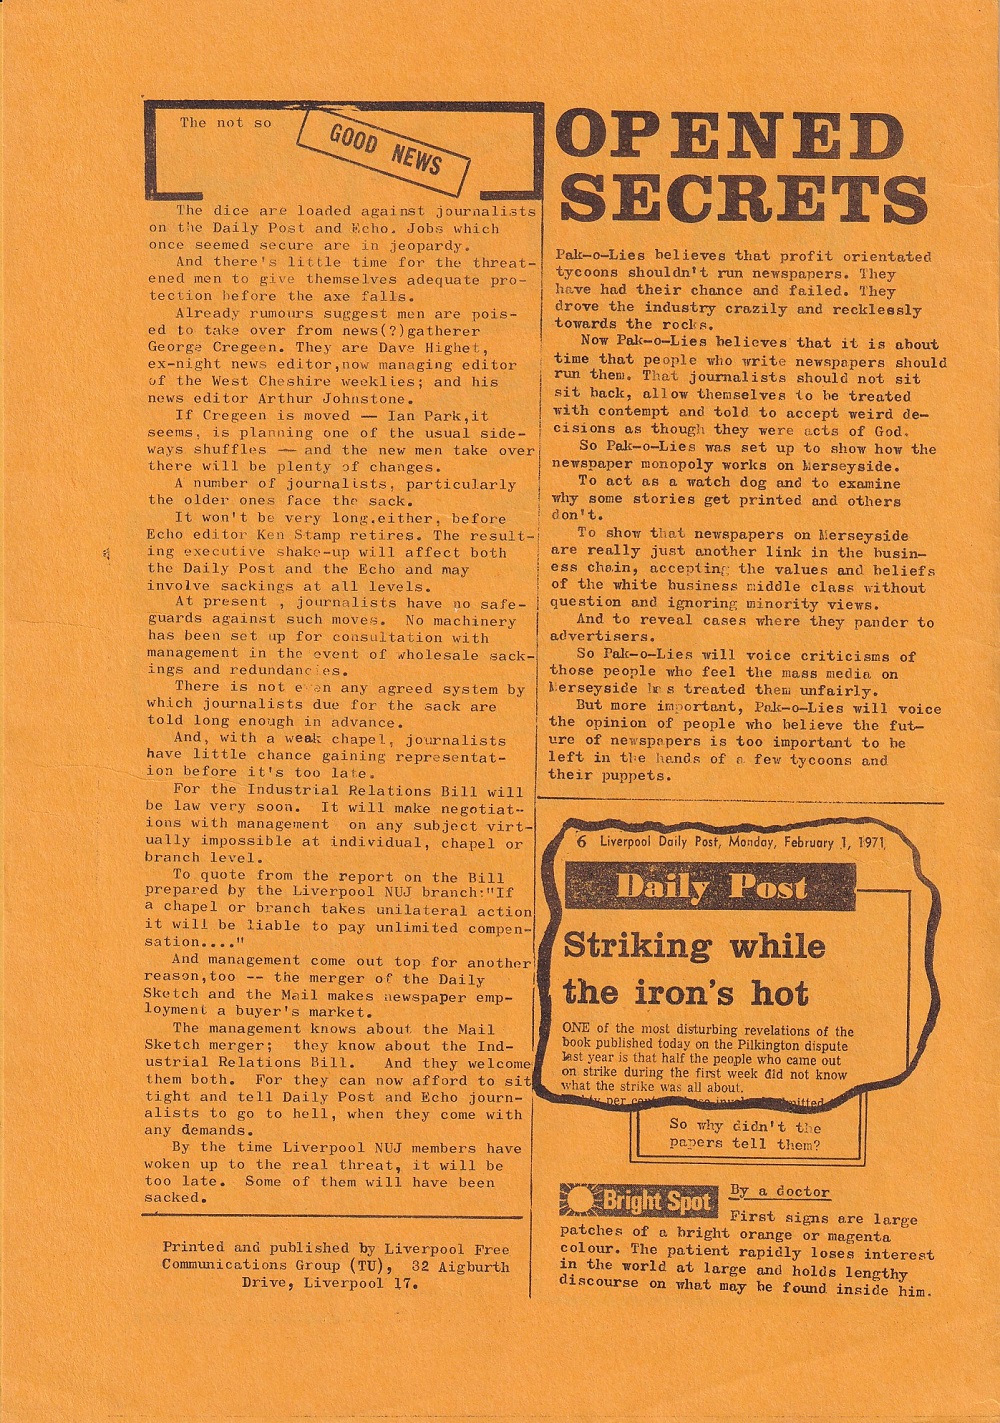 The not so
GOOD NEWS
The dice are loaded against journalists
on the Daily Post and Echo. Jobs which
once seemed secure are in jeopardy.
And there's little time for the threat-
ened men to give themselves adequate pro-
tection before the axe falls.
Already rumours suggest men are pois-
ed to take over from news(?)gatherer
George Cregeen. They are Dave Highet,
ex-night news editor,now managing editor
of the West Cheshire weeklies; and his
news editor Arthur Johnstone.
If Cregeen is moved — Ian Park,it
seems, is planning one of the usual side-
ways shuffles — and the new men take over
there will be plenty of changes.
A number of journalists, particularly
the older ones face the sack.
It won't be very long,either, before
Echo editor Ken Stamp retires. The result-
ing executive shake-up will affect both
the Daily Post and the Echo and may
involve sackings at all levels.
At present , journalists have no safe-
guards against such moves. No machinery
has been set up for consultation with
management in the event of wholesale sack-
ings and redundancies.
There is not even any agreed system by
which journalists due for the sack are
told long enough in advance.
And, with a weak chapel, journalists
have little chance gaining representat-
ion before it's too late.
For the Industrial Relations Bill will
be law very soon. It will make negotiat-
ions with management on any subject virt-
ually impossible at individual, chapel or
branch level.
To quote from the report on the Bill
prepared by the Liverpool NUJ branch:"If
a chapel or branch takes unilateral action
it will be liable to pay unlimited compen-
sation...."
And management come out top for another
reason,too -- the merger of the Daily
Sketch and the Mail makes newspaper emp-
loyment a buyer's market.
The management knows about the Mail
Sketch merger; they know about the Ind-
ustrial Relations Bill. And they welcome
them both. For they can now afford to sit
tight and tell Daily Post and Echo journ-
alists to go to hell, when they come with
any demands.
By the time Liverpool NUJ members have
woken up to the real threat, it will be
too late. Some of them will have been
sacked.
Printed and published by Liverpool Free
Communications Group (TU), 32 Aigburth
Drive, Liverpool 17.
OPENED
SECRETS
Pak-o-Lies believes that profit orientated
tycoons shouldn't run newspapers. They
have had their chance and failed. They
drove the industry crazily and recklessly
towards the rocks.
Now Pak-o-Lies believes that it is about
time that people who write newspapers should
run them. That journalists should not sit
sit back, allow themselves to be treated
with contempt and told to accept weird de-
cisions as though they were acts of God.
So Pak-o-Lies was set up to show how the
newspaper monopoly works on Merseyside.
To act as a watch dog and to examine
why some stories get printed and others
don't.
To show that newspapers on Merseyside
are really just another link in the busin-
ess chain, accepting the values and beliefs
of the white business middle class without
question and ignoring minority views.
And to reveal cases where they pander to
advertisers.
So Pak-o-Lies will voice criticisms of
those people who feel the mass media on
Merseyside has treated them unfairly.
But more important, Pak-o-Lies will voice
the opinion of people who believe the fut-
ure of newspapers is too important to be
left in the hands of a few tycoons and
their puppets.
6 Liverpool Daily Post, Monday, February 1, 1971
Daily Post
Striking while
the iron's hot
ONE of the most disturbing revelations of the
book published today on the Pilkington dispute
last year is that half the people who came out
on strike during the first week did not know
what the strike was all about.
per
So why didn't the
papers tell them?
Bright Spot
By a doctor
First signs are large
patches of a bright orange or magenta
colour. The patient rapidly loses interest
in the world at large and holds lengthy
discourse on what may be found inside him.